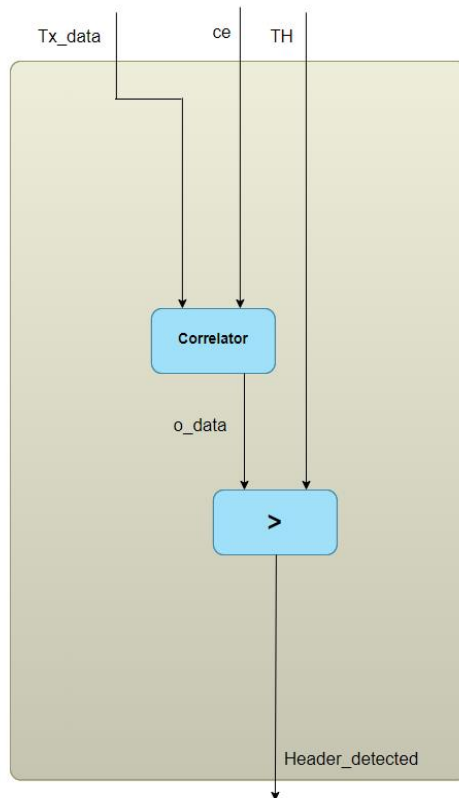 Tx_data
ce
TH
Correlator
o_data
>
Header_detected